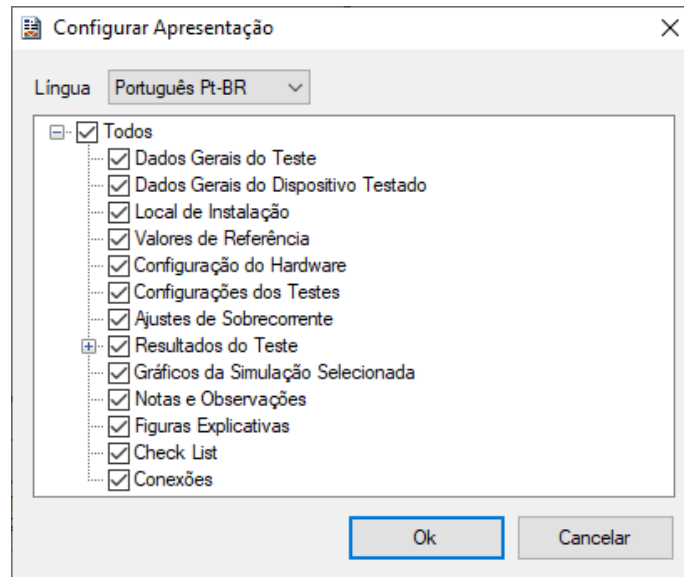 Configurar Apresentação
Língua Português Pt-BR
Todos
Dados Gerais do Teste
Dados Gerais do Dispositivo Testado
Local de Instalação
Valores de Referência
Configuração do Hardware
Configurações dos Testes
Ajustes de Sobrecorrente
Resultados do Teste
Gráficos da Simulação Selecionada
Notas e Observações
Figuras Explicativas
Check List
Conexões
Ok Cancelar